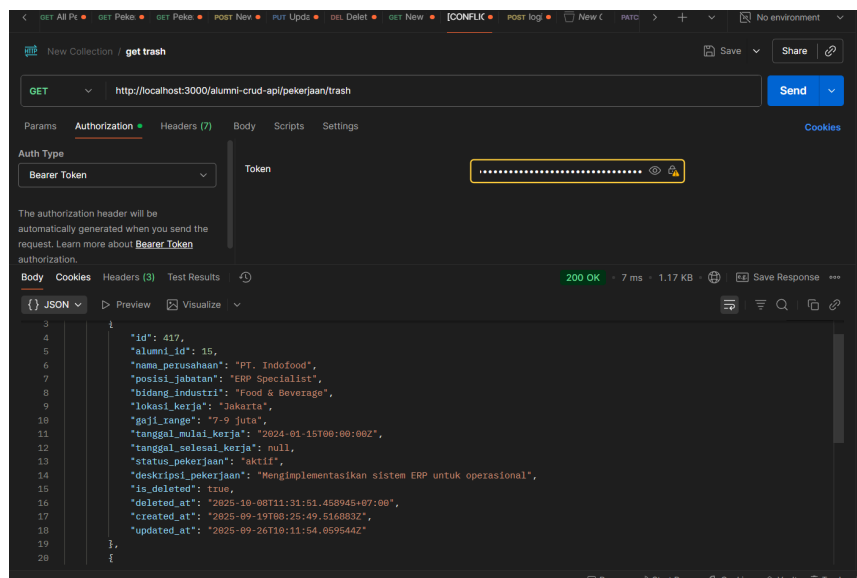 GET All Pe GET Peke: GET Peke: POST New PUT Upda DEL Delet GET New [CONFLIC POST logi New ( PATC No environment
HTTP New Collection / get trash Save Share
GET http://localhost:3000/alumni-crud-api/pekerjaan/trash Send
Params Authorization Headers (7) Body Scripts Settings Cookies
Auth Type
Bearer Token Token
The authorization header will be
automatically generated when you send the
request. Learn more about Bearer Token
authorization.
Body Cookies Headers (3) Test Results 200 OK 7 ms 1.17 KB e.g. Save Response
{} JSON Preview Visualize
3 {
4 "id": 417,
5 "alumni_id": 15,
6 "nama_perusahaan": "PT. Indofood",
7 "posisi_jabatan": "ERP Specialist",
8 "bidang_industri": "Food & Beverage",
9 "lokasi_kerja": "Jakarta",
10 "gaji_range": "7-9 juta",
11 "tanggal_mulai_kerja": "2024-01-15T00:00:00Z",
12 "tanggal_selesai_kerja": null,
13 "status_pekerjaan": "aktif",
14 "deskripsi_pekerjaan": "Mengimplementasikan sistem ERP untuk operasional",
15 "is_deleted": true,
16 "deleted_at": "2025-10-08T11:31:51.458945+07:00",
17 "created_at": "2025-09-19T08:25:49.516883Z",
18 "updated_at": "2025-09-26T10:11:54.059544Z"
19 },
20 {